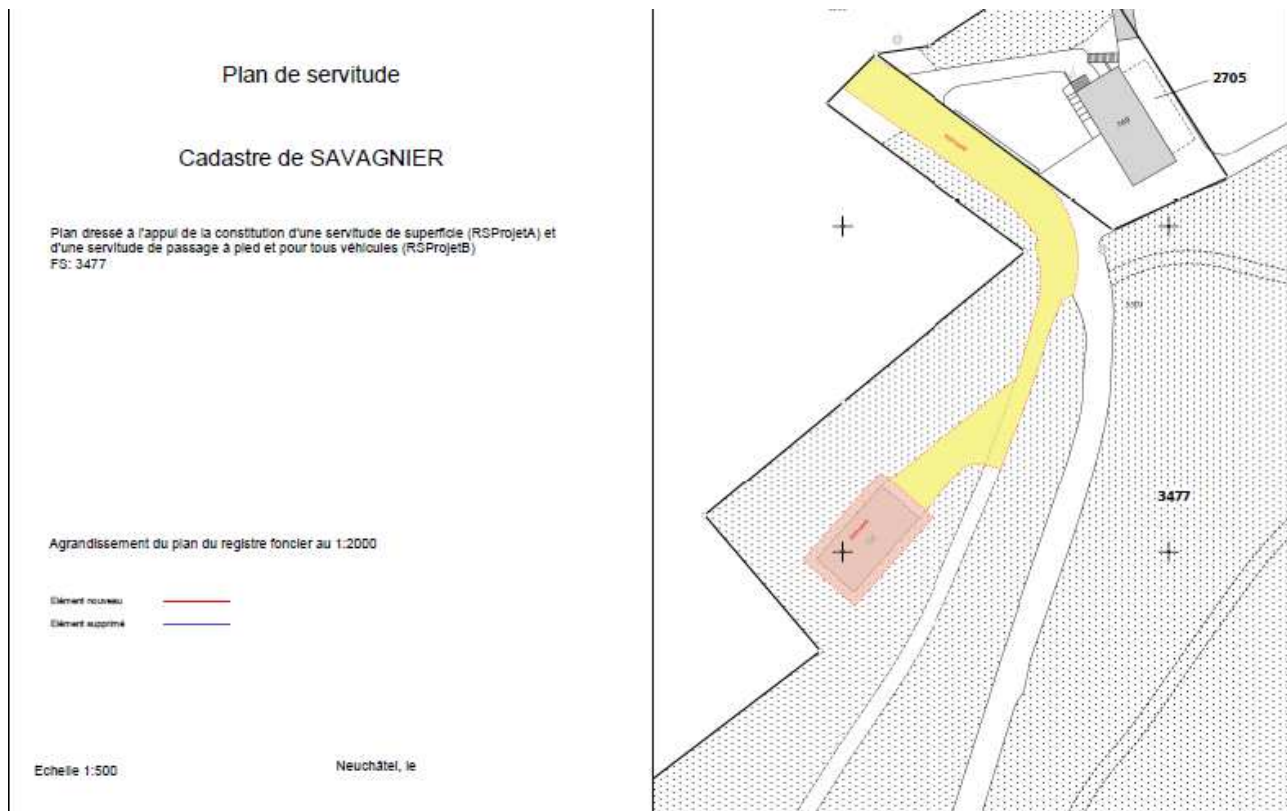 Plan de servitude
Cadastre de SAVAGNIER
Plan dressé à l'appui de la constitution d'une servitude de superficie (RSProjetA) et
d'une servitude de passage à pied et pour tous véhicules (RSProjetB)
FS: 3477
Agrandissement du plan du registre foncier au 1:2000
Elément nouveau
Elément supprimé
Echelle 1:500
Neuchâtel, le
2705
3477